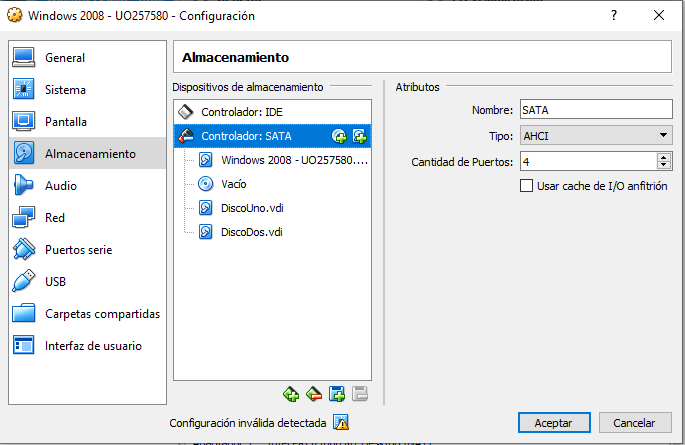 Windows 2008 - UO257580 - Configuración
?
General
Sistema
Pantalla
Almacenamiento
Audio
Red
Puertos serie
USB
Carpetas compartidas
Interfaz de usuario
Almacenamiento
Dispositivos de almacenamiento
Controlador: IDE
Controlador: SATA
Windows 2008 - UO257580....
Vacío
DiscoUno.vdi
DiscoDos.vdi
Atributos
Nombre: SATA
Tipo: AHCI
Cantidad de Puertos: 4
Usar cache de I/O anfitrión
Configuración inválida detectada
Aceptar
Cancelar